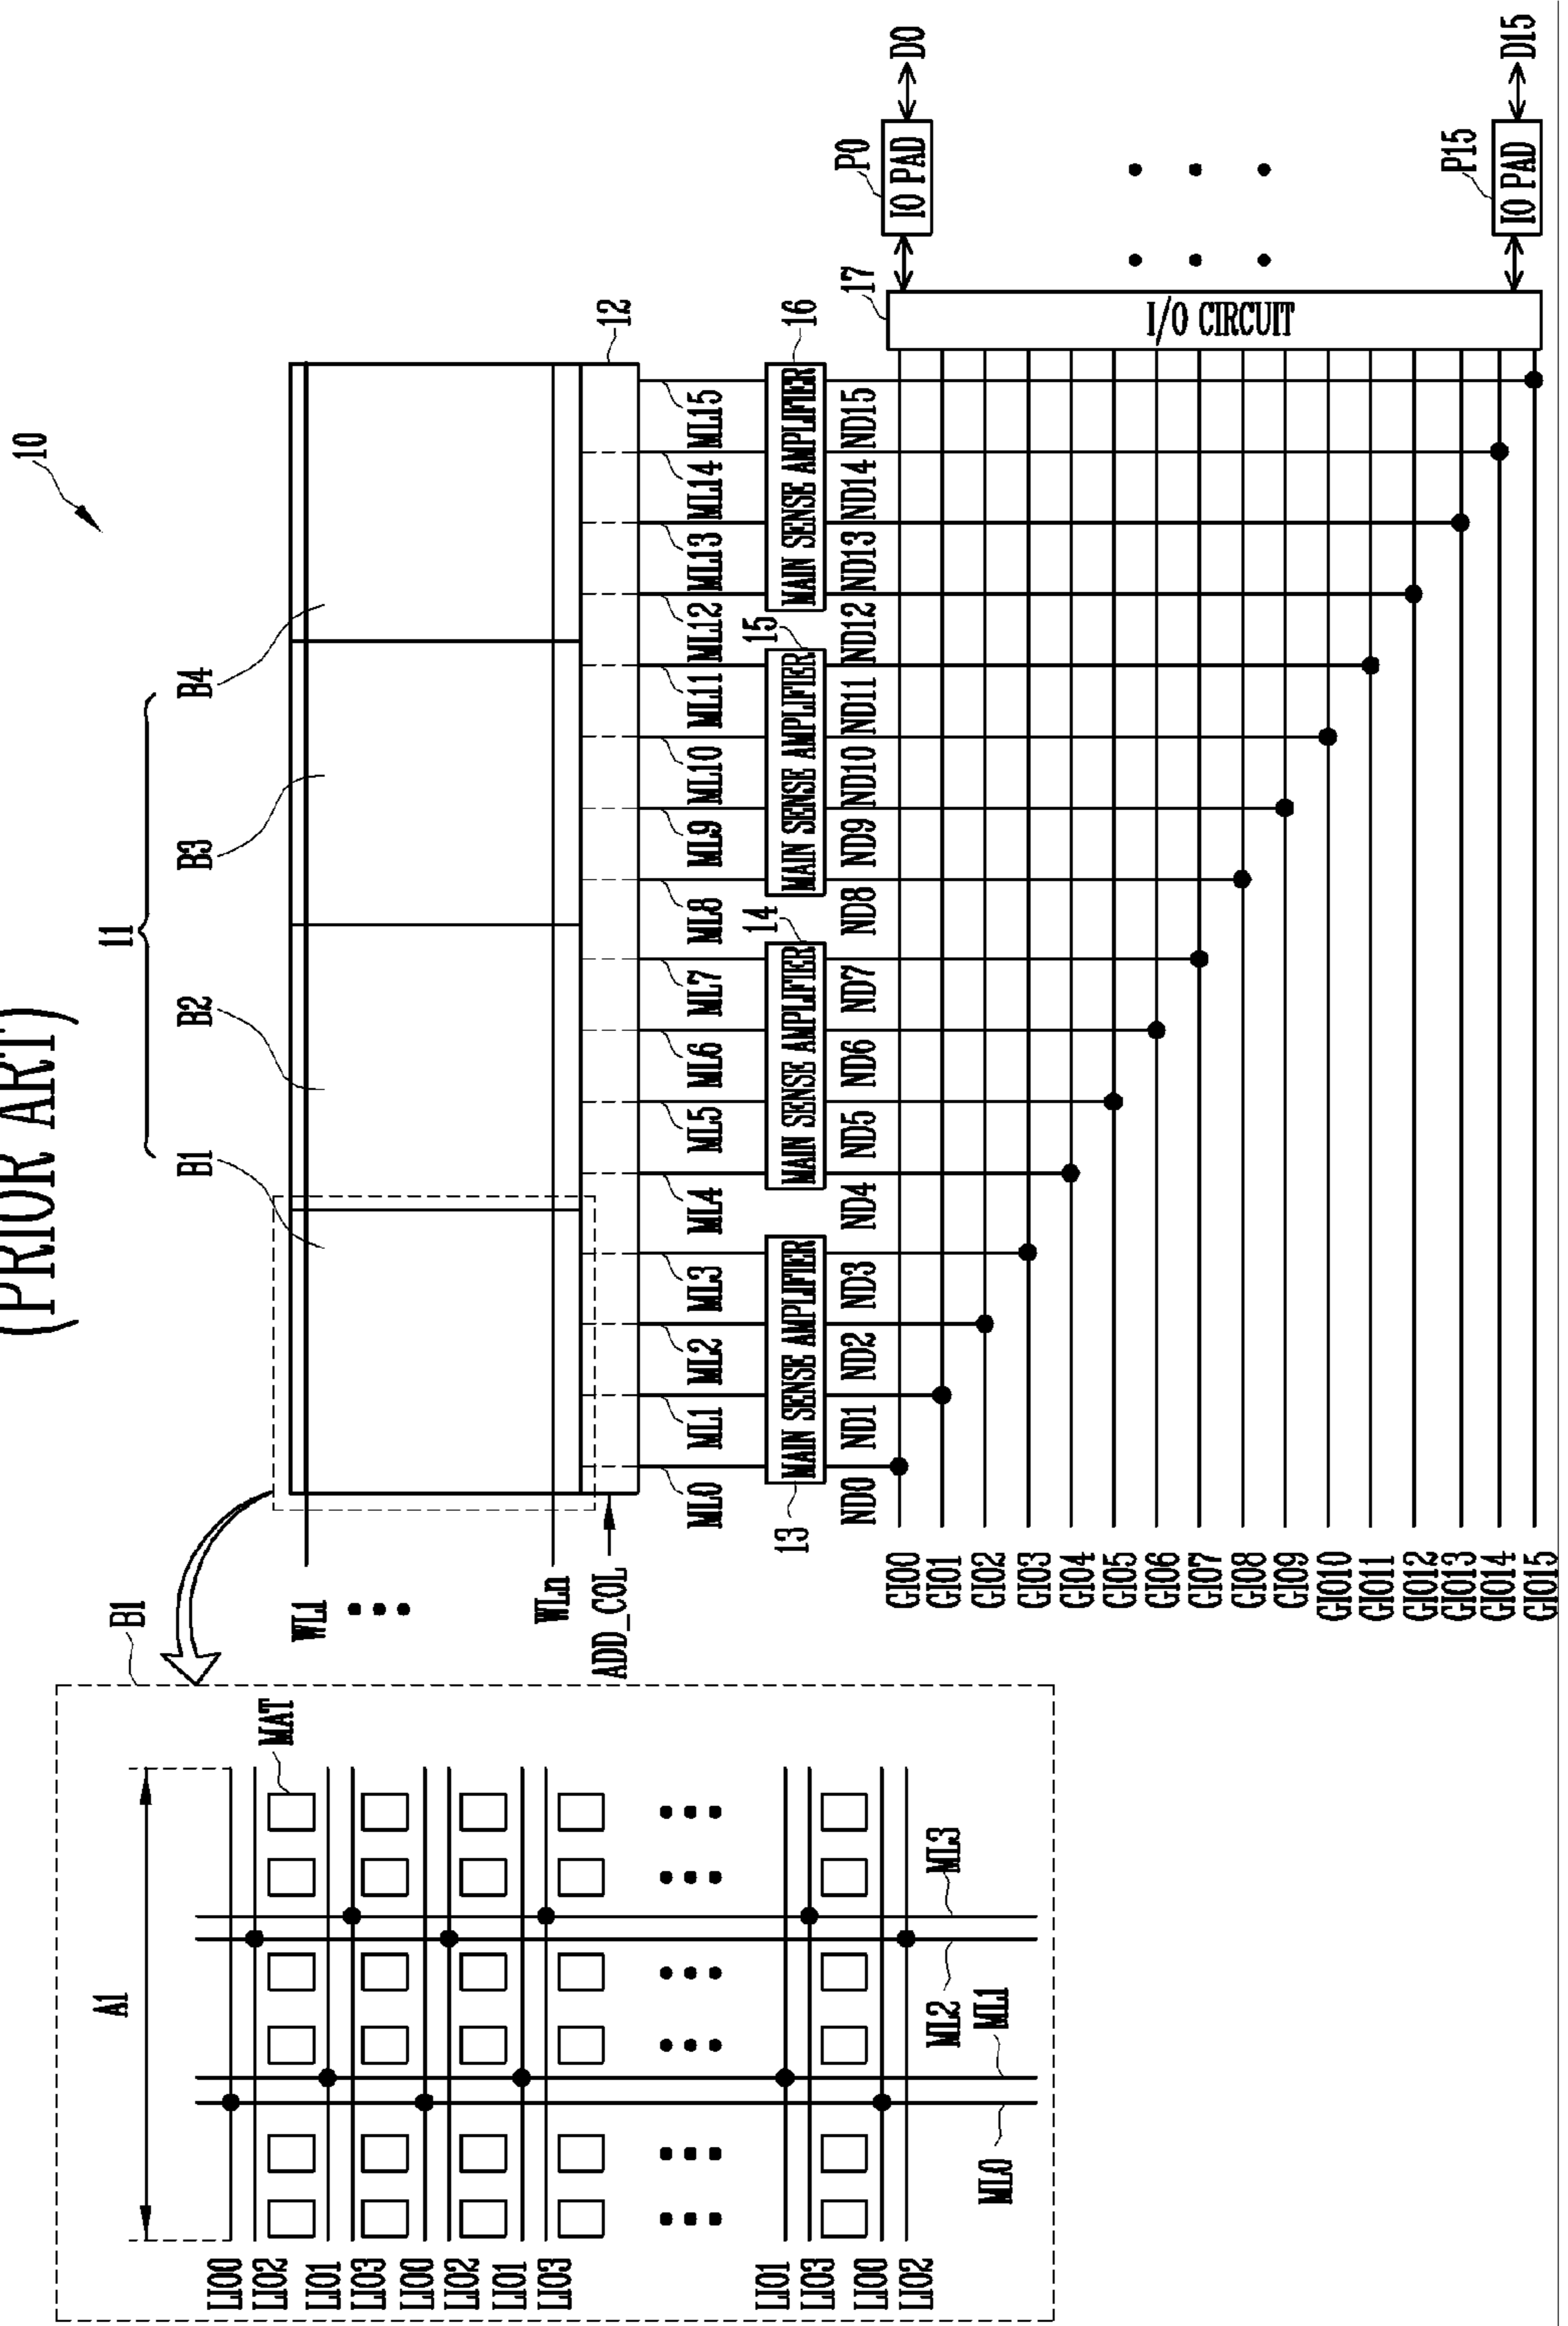 (PRIOR ART)
10
11
B1
B2
B3
B4
WL1
WLn
ADD_COL
12
ML0
ML1
ML2
ML3
ML4
ML5
ML6
ML7
ML8
ML9
ML10
ML11
ML12
ML13
ML14
ML15
13
MAIN SENSE AMPLIFIER
14
MAIN SENSE AMPLIFIER
15
MAIN SENSE AMPLIFIER
16
MAIN SENSE AMPLIFIER
ND0
ND1
ND2
ND3
ND4
ND5
ND6
ND7
ND8
ND9
ND10
ND11
ND12
ND13
ND14
ND15
GIO0
GIO1
GIO2
GIO3
GIO4
GIO5
GIO6
GIO7
GIO8
GIO9
GIO10
GIO11
GIO12
GIO13
GIO14
GIO15
17
I/O CIRCUIT
P0
IO PAD
D0
P15
IO PAD
D15
B1
A1
MAT
LIO0
LIO2
LIO1
LIO3
LIO0
LIO2
LIO1
LIO3
LIO1
LIO3
LIO0
LIO2
ML0
ML1
ML2
ML3